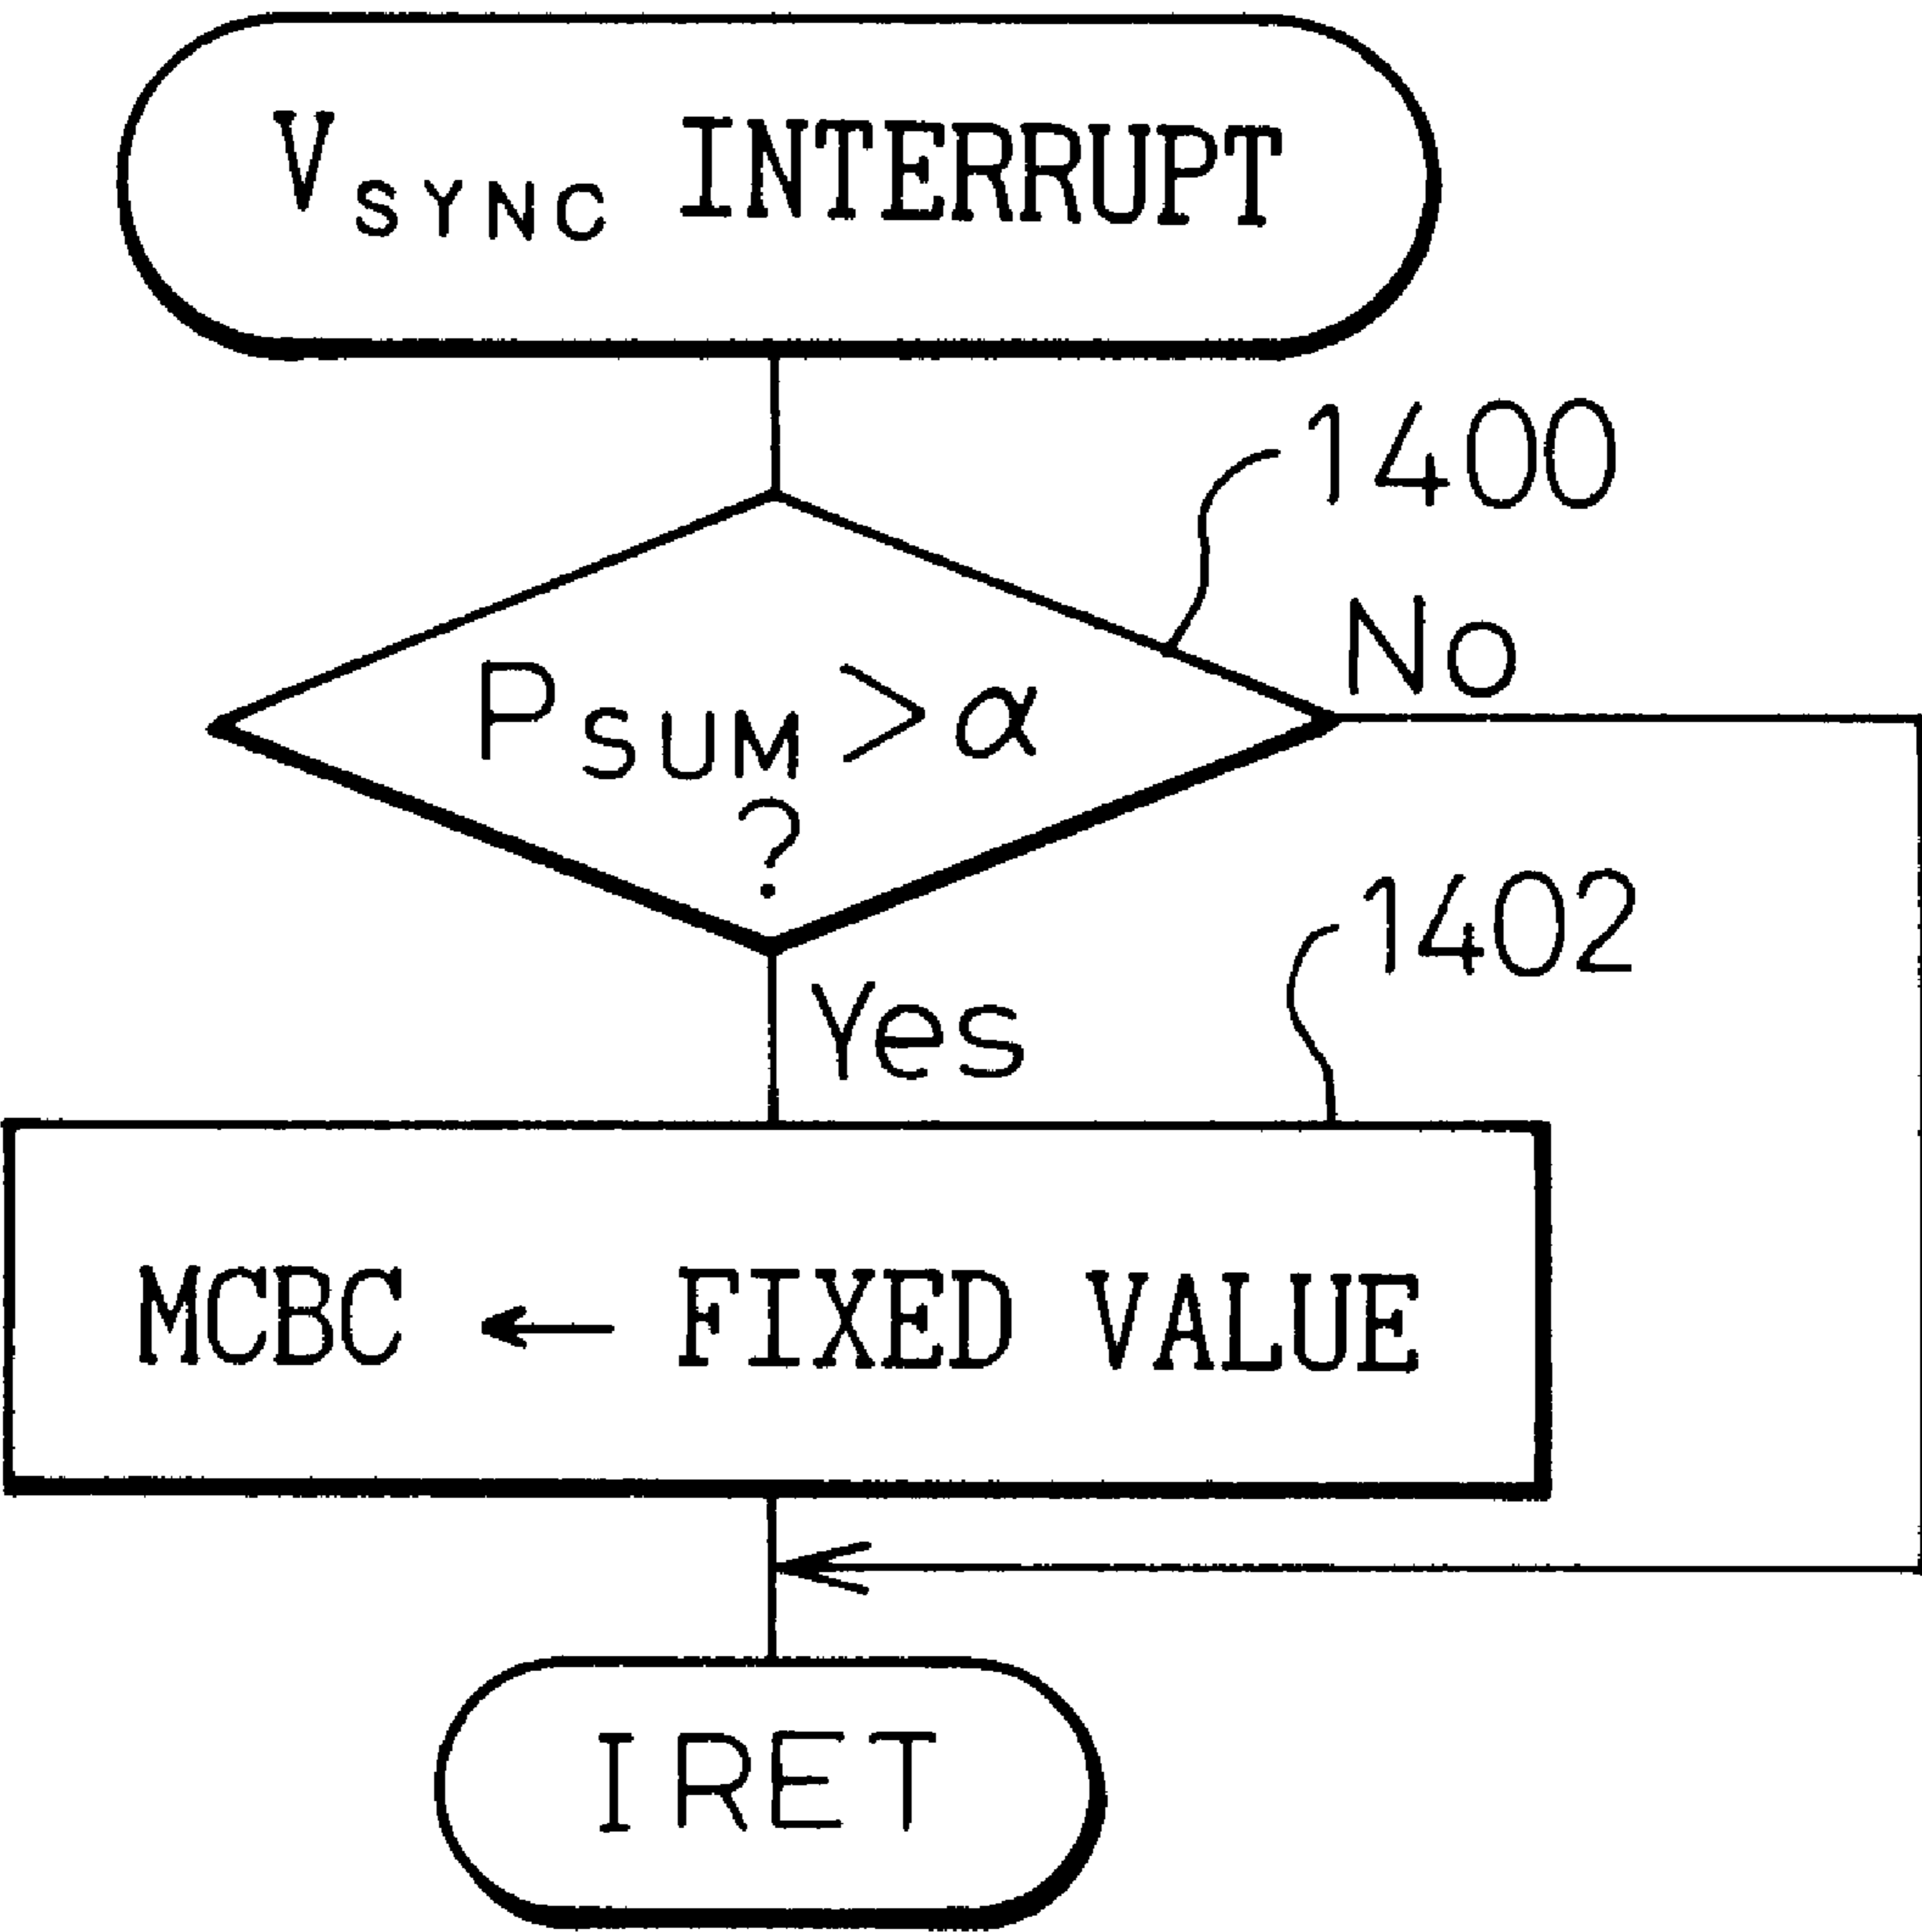 VSYNC INTERRUPT
1400
No
PSUM>α
?
1402
Yes
MCBC ← FIXED VALUE
IRET